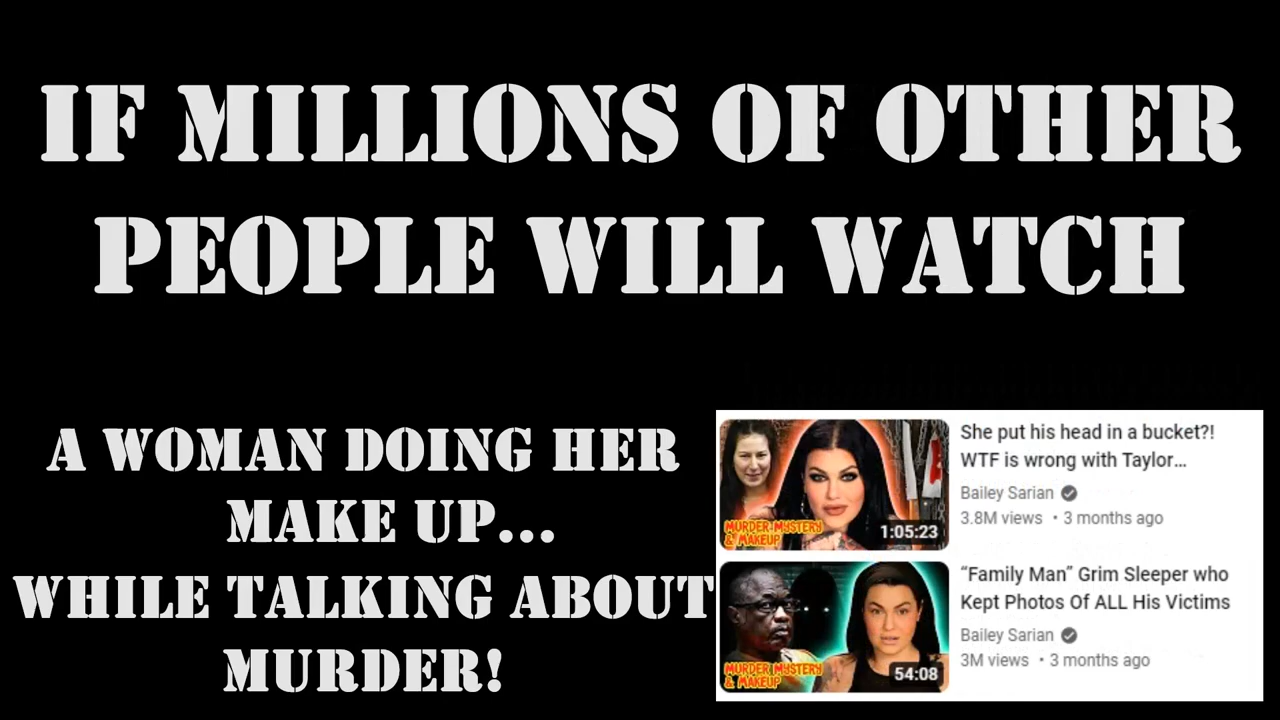 IF MILLIONS OF OTHER
PEOPLE WILL WATCH
A WOMAN DOING HER
MAKE UP...
WHILE TALKING ABOUT
MURDER!
MURDER MYSTERY
& MAKEUP
1:05:23
She put his head in a bucket?!
WTF is wrong with Taylor...
Bailey Sarian
3.8M views • 3 months ago
MURDER MYSTERY
& MAKEUP
54:08
“Family Man” Grim Sleeper who
Kept Photos Of ALL His Victims
Bailey Sarian
3M views • 3 months ago